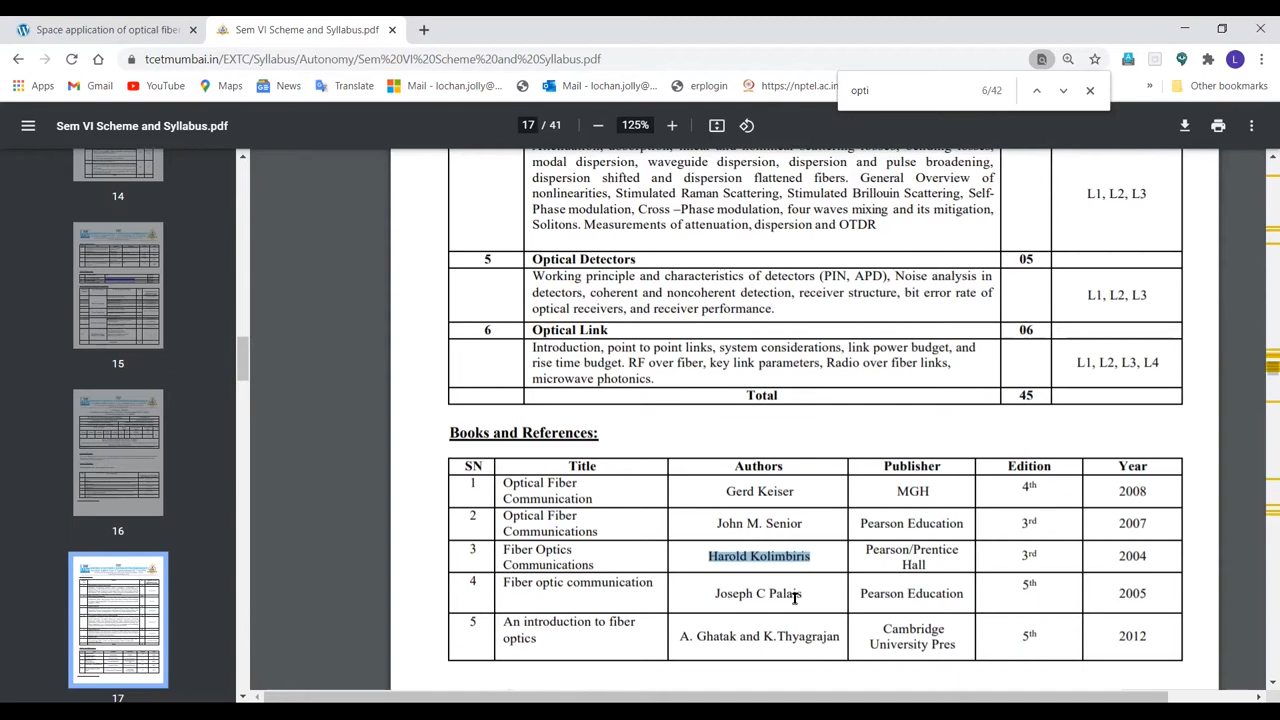 Space application of optical fiber
Sem VI Scheme and Syllabus.pdf
tcetmumbai.in/EXTC/Syllabus/Autonomy/Sem%20VI%20Scheme%20and%20Syllabus.pdf
L
Apps
YouTube
Maps
News
Translate
Mail - lochan.jolly@...
Mail - lochan.jolly@...
erplogin
https://nptel.ac.in
»
Other bookmarks
opti
6/42
Sem VI Scheme and Syllabus.pdf
17 / 41
125%
14
15
16
17
modal dispersion, waveguide dispersion, dispersion and pulse broadening,
dispersion shifted and dispersion flattened fibers. General Overview of
nonlinearities, Stimulated Raman Scattering, Stimulated Brillouin Scattering, Self-
Phase modulation, Cross –Phase modulation, four waves mixing and its mitigation,
Solitons. Measurements of attenuation, dispersion and OTDR
L1, L2, L3
5 Optical Detectors 05
Working principle and characteristics of detectors (PIN, APD), Noise analysis in
detectors, coherent and noncoherent detection, receiver structure, bit error rate of
optical receivers, and receiver performance.
L1, L2, L3
6 Optical Link 06
Introduction, point to point links, system considerations, link power budget, and
rise time budget. RF over fiber, key link parameters, Radio over fiber links,
microwave photonics.
L1, L2, L3, L4
Total 45
Books and References:
SN Title Authors Publisher Edition Year
1 Optical Fiber
Communication Gerd Keiser MGH 4th 2008
2 Optical Fiber
Communications John M. Senior Pearson Education 3rd 2007
3 Fiber Optics
Communications Harold Kolimbiris Pearson/Prentice
Hall 3rd 2004
4 Fiber optic communication Joseph C Palais Pearson Education 5th 2005
5 An introduction to fiber
optics A. Ghatak and K.Thyagrajan Cambridge
University Pres 5th 2012